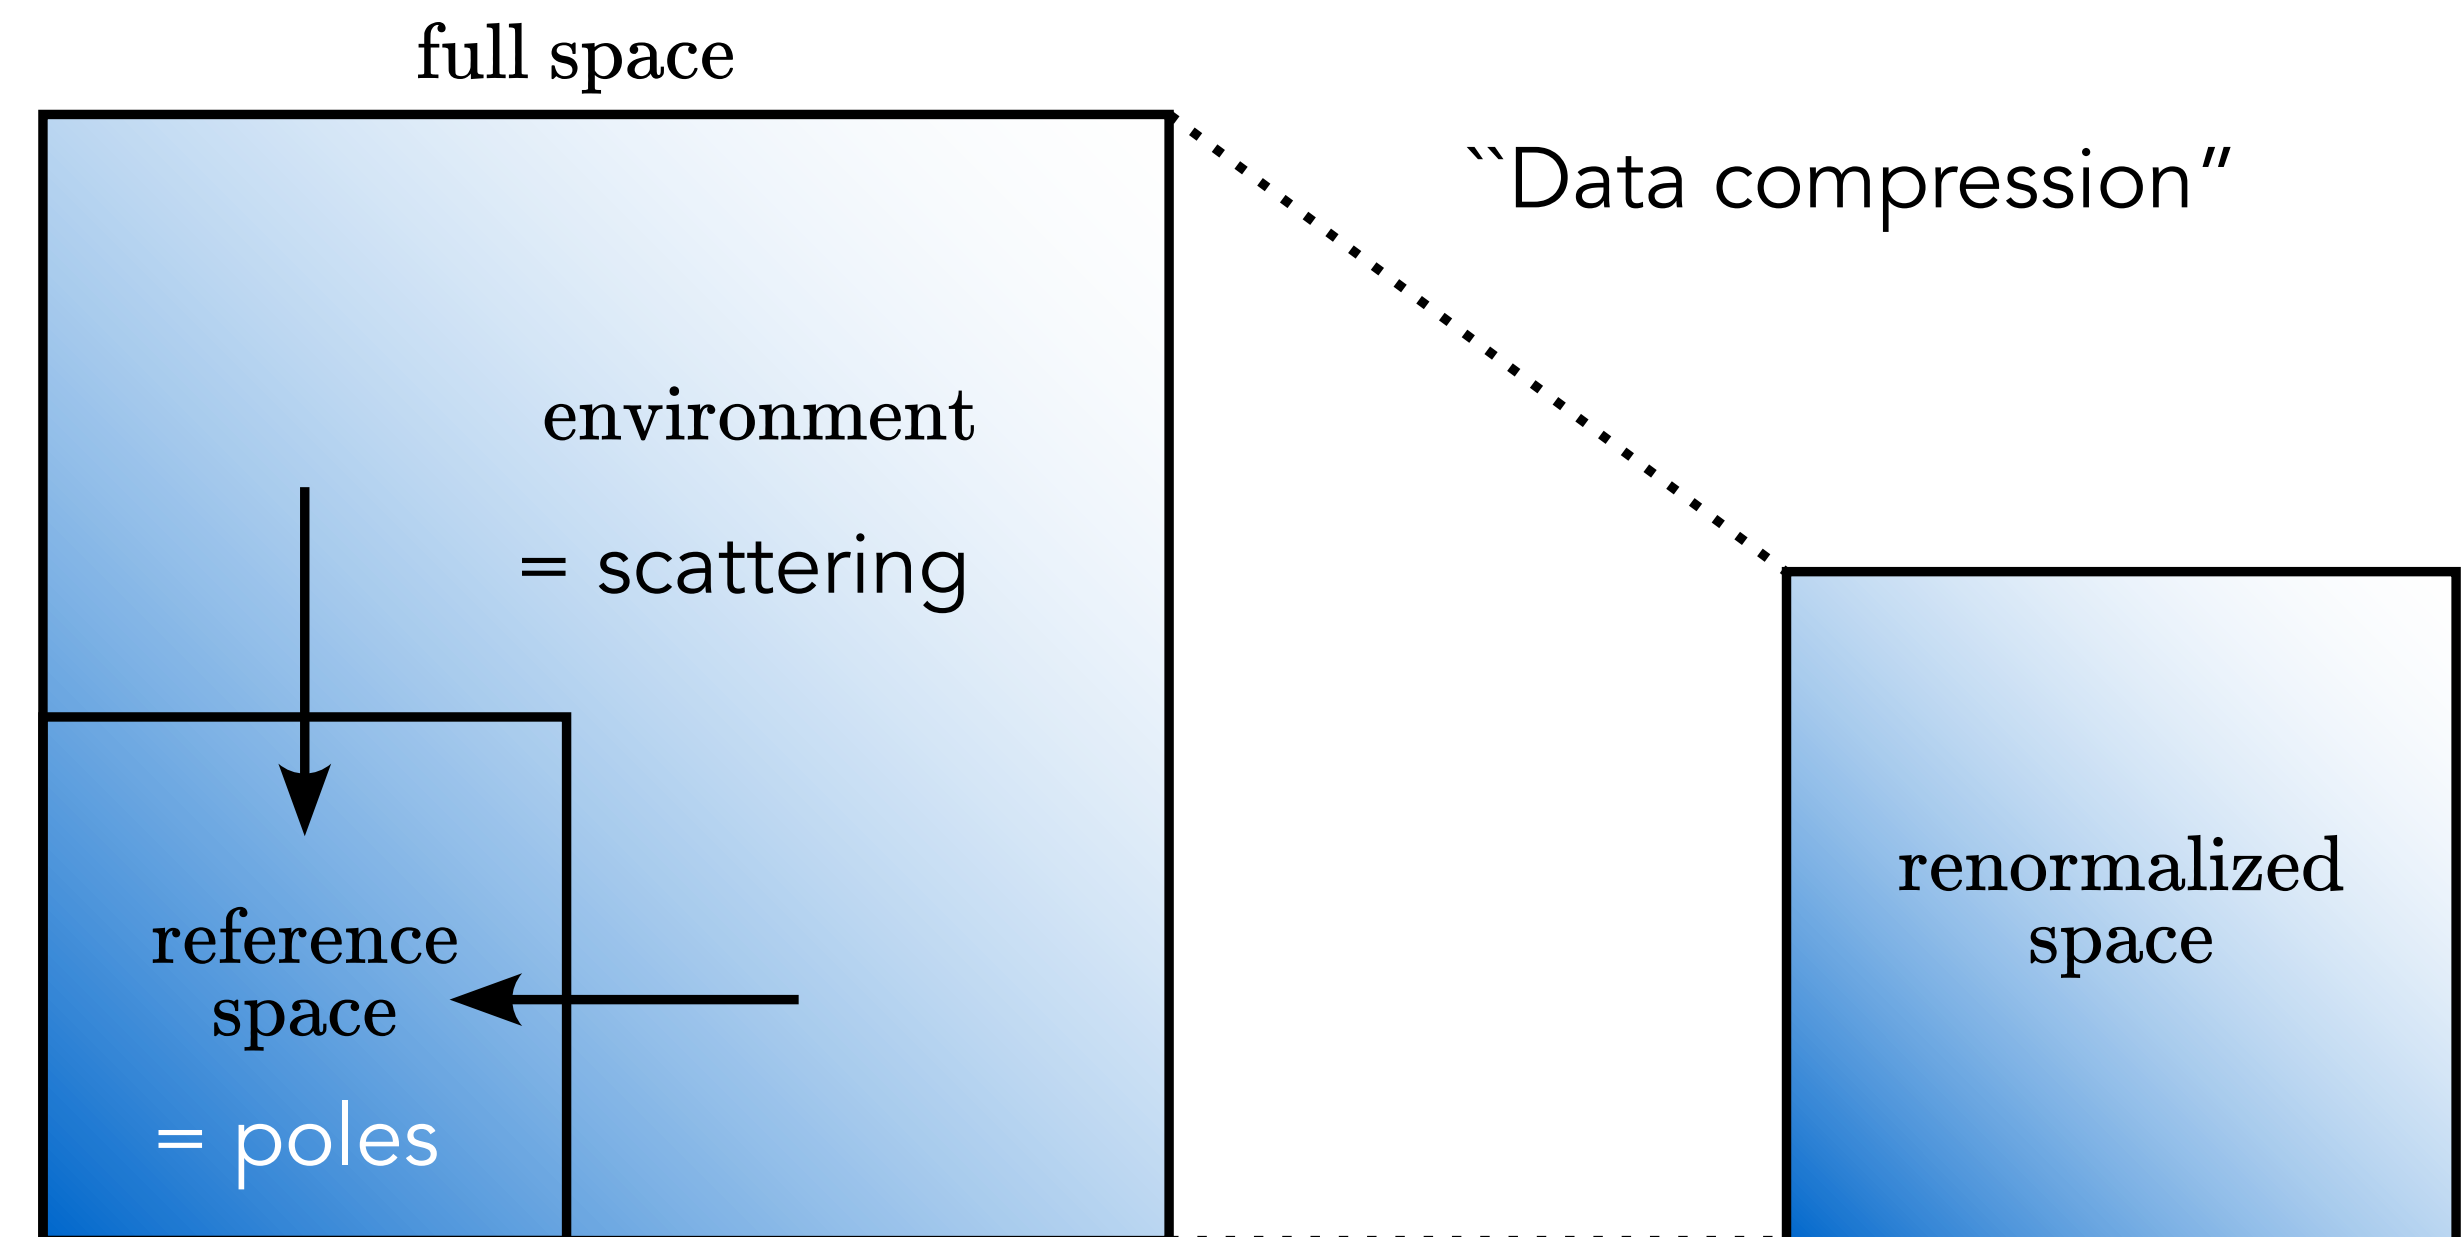 full space
``Data compression”
environment
= scattering
reference
space
= poles
renormalized
space